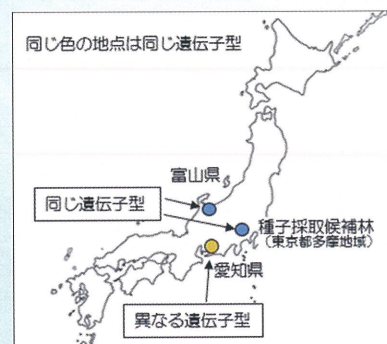 同じ色の地点は同じ遺伝子型
富山県
同じ遺伝子型
種子採取候補林
(東京都多摩地域)
愛知県
異なる遺伝子型